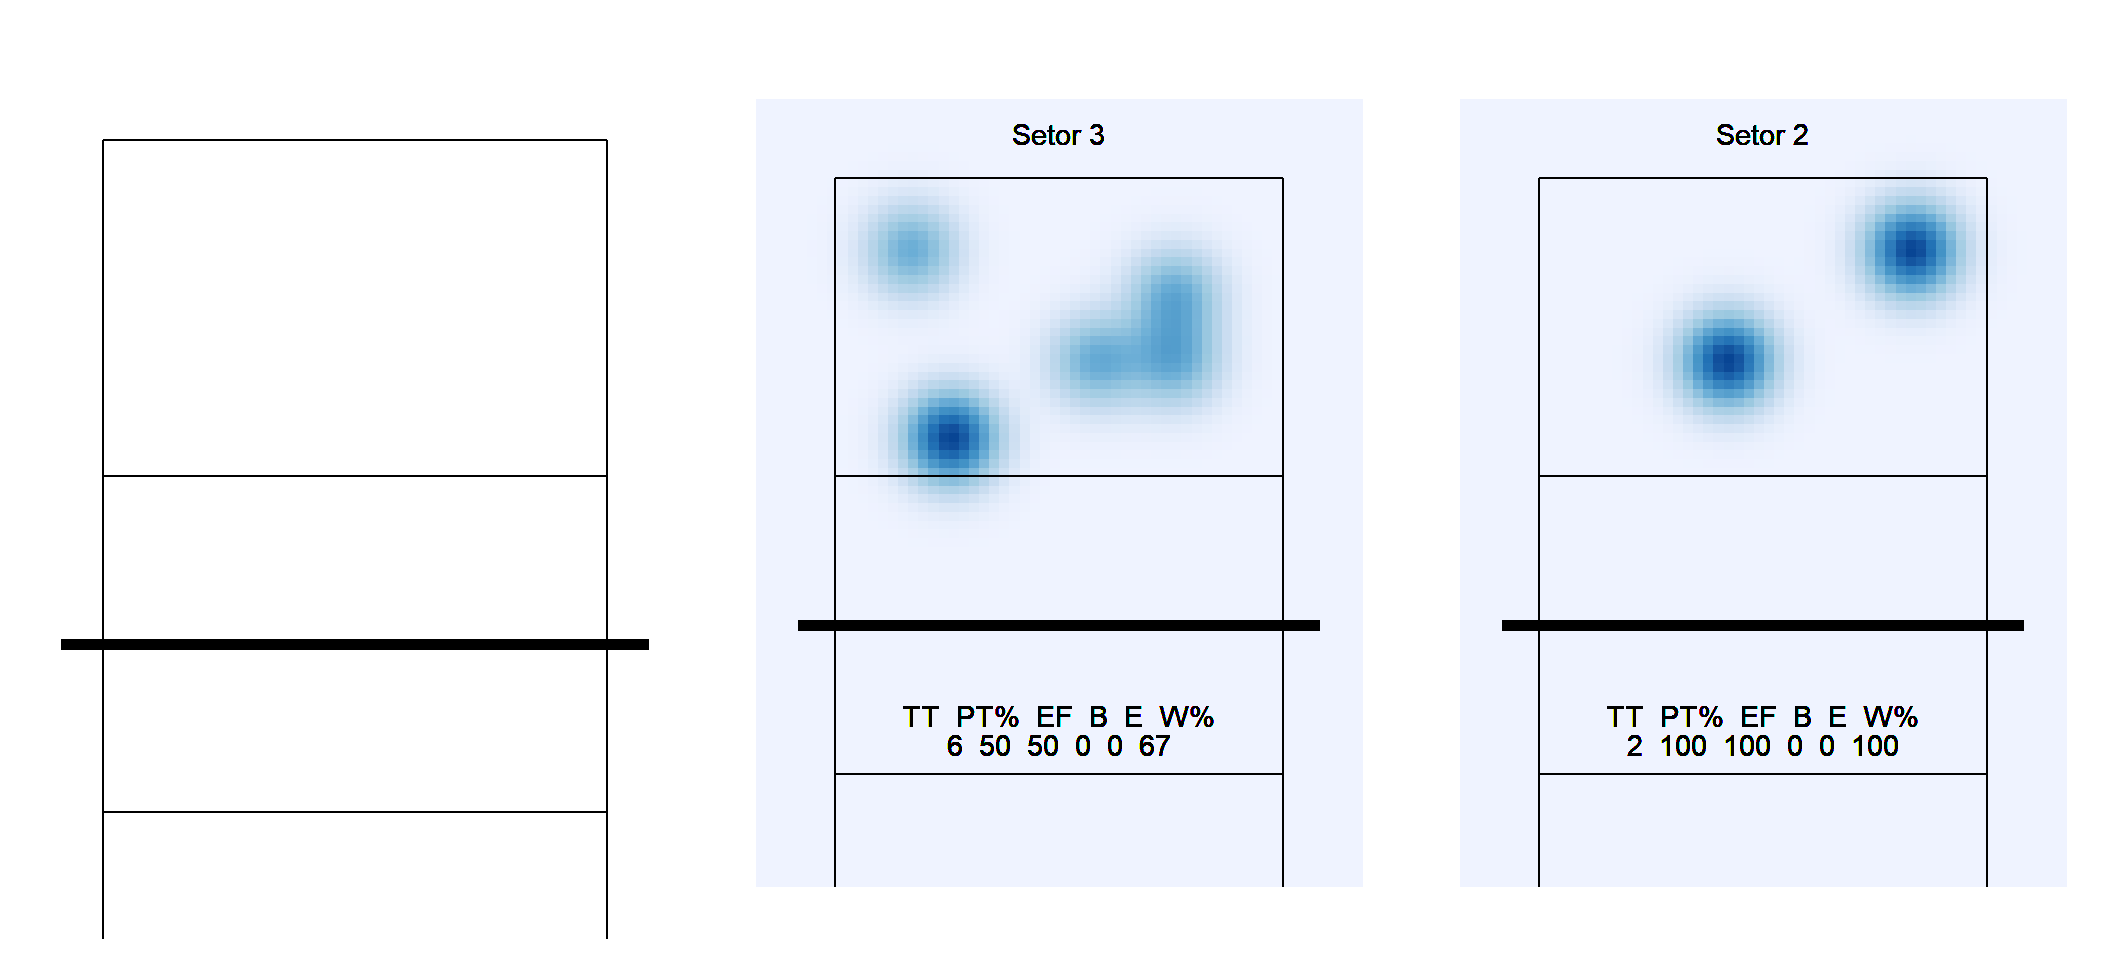 Setor 3
TT PT% EF B E W%
6 50 50 0 0 67
Setor 2
TT PT% EF B E W%
2 100 100 0 0 100